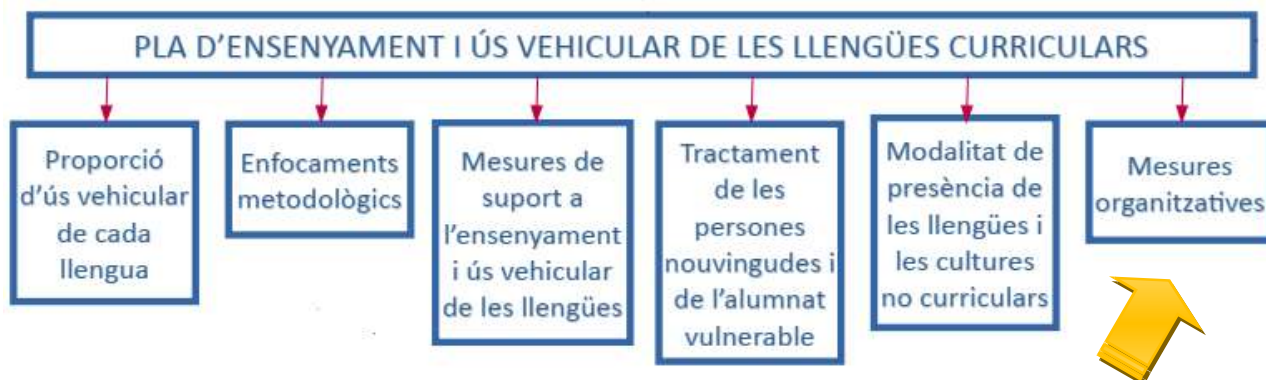 PLA D'ENSENYAMENT I ÚS VEHICULAR DE LES LLENGÜES CURRICULARS
Proporció
d'ús vehicular
de cada
llengua
Enfocaments
metodològics
Mesures de
suport a
l'ensenyament
i ús vehicular
de les llengües
Tractament
de les
persones
nouvingudes i
de l'alumnat
vulnerable
Modalitat de
presència de
les llengües i
les cultures
no curriculars
Mesures
organitzatives